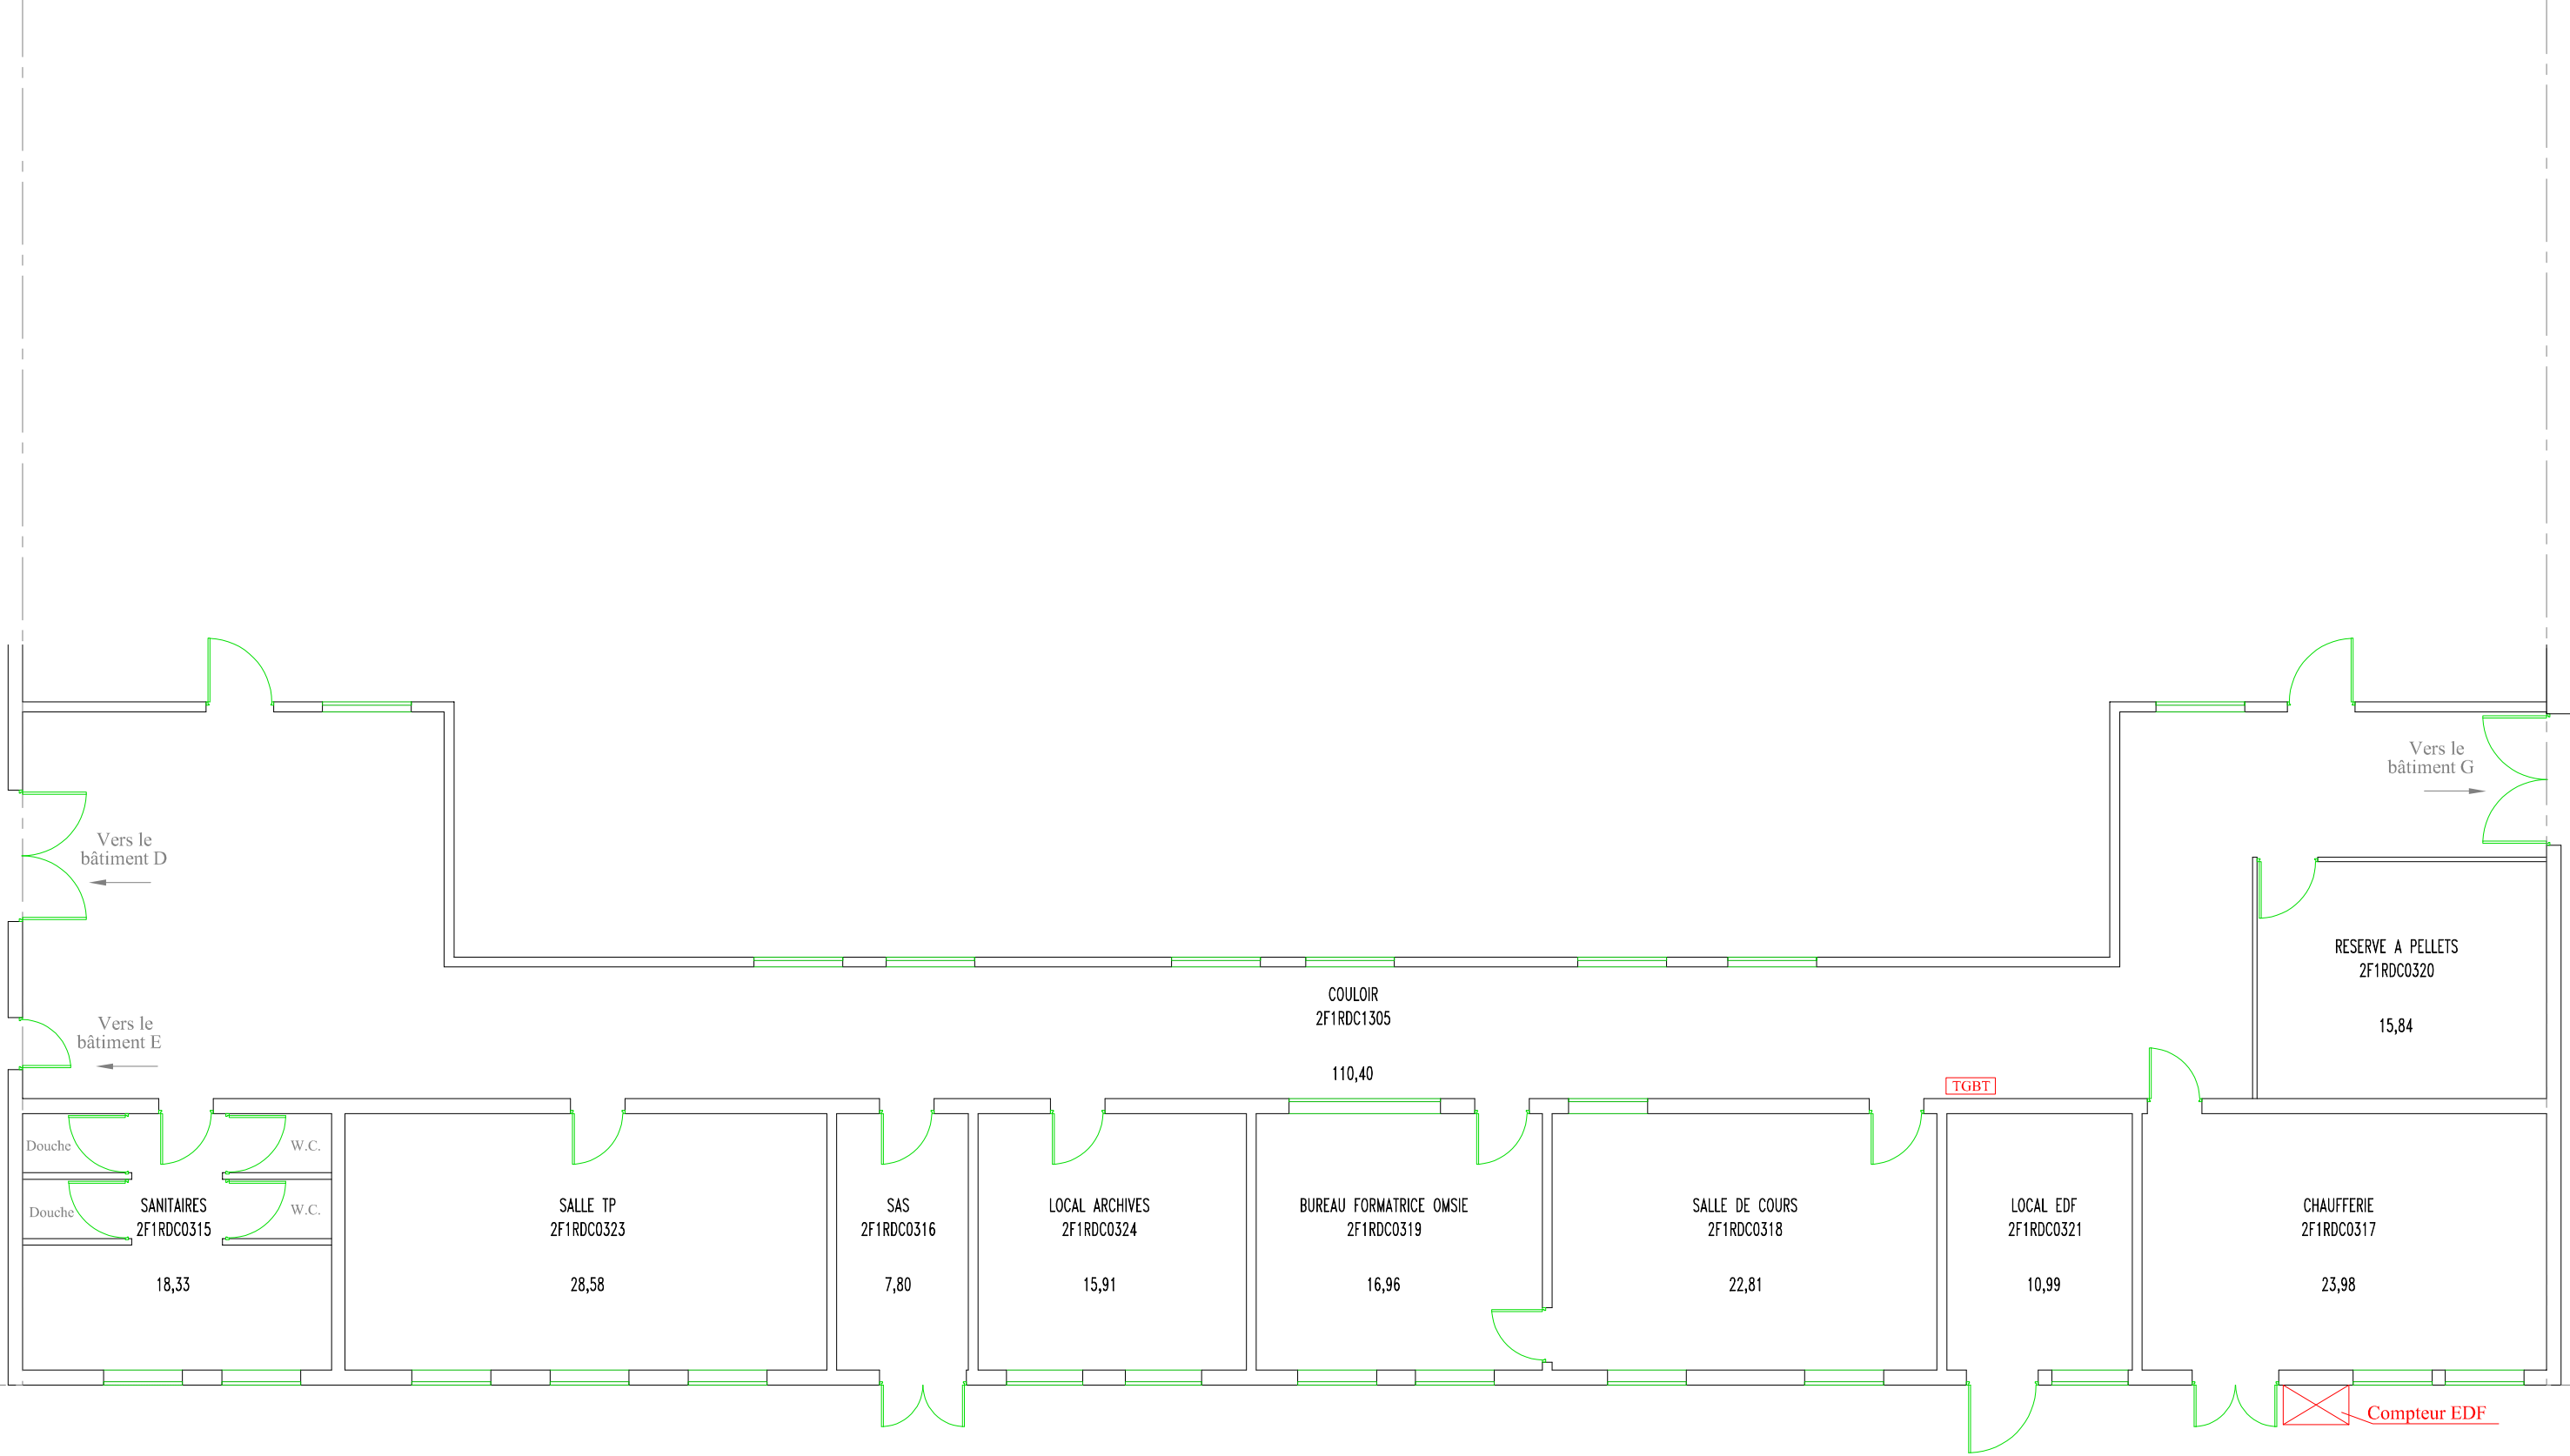 Vers le
bâtiment G
Vers le
bâtiment D
RESERVE A PELLETS
2F1RDC0320
15,84
COULOIR
2F1RDC1305
110,40
Vers le
bâtiment E
TGBT
Douche
W.C.
Douche
W.C.
SANITAIRES
2F1RDC0315
18,33
SALLE TP
2F1RDC0323
28,58
SAS
2F1RDC0316
7,80
LOCAL ARCHIVES
2F1RDC0324
15,91
BUREAU FORMATRICE OMSIE
2F1RDC0319
16,96
SALLE DE COURS
2F1RDC0318
22,81
LOCAL EDF
2F1RDC0321
10,99
CHAUFFERIE
2F1RDC0317
23,98
Compteur EDF